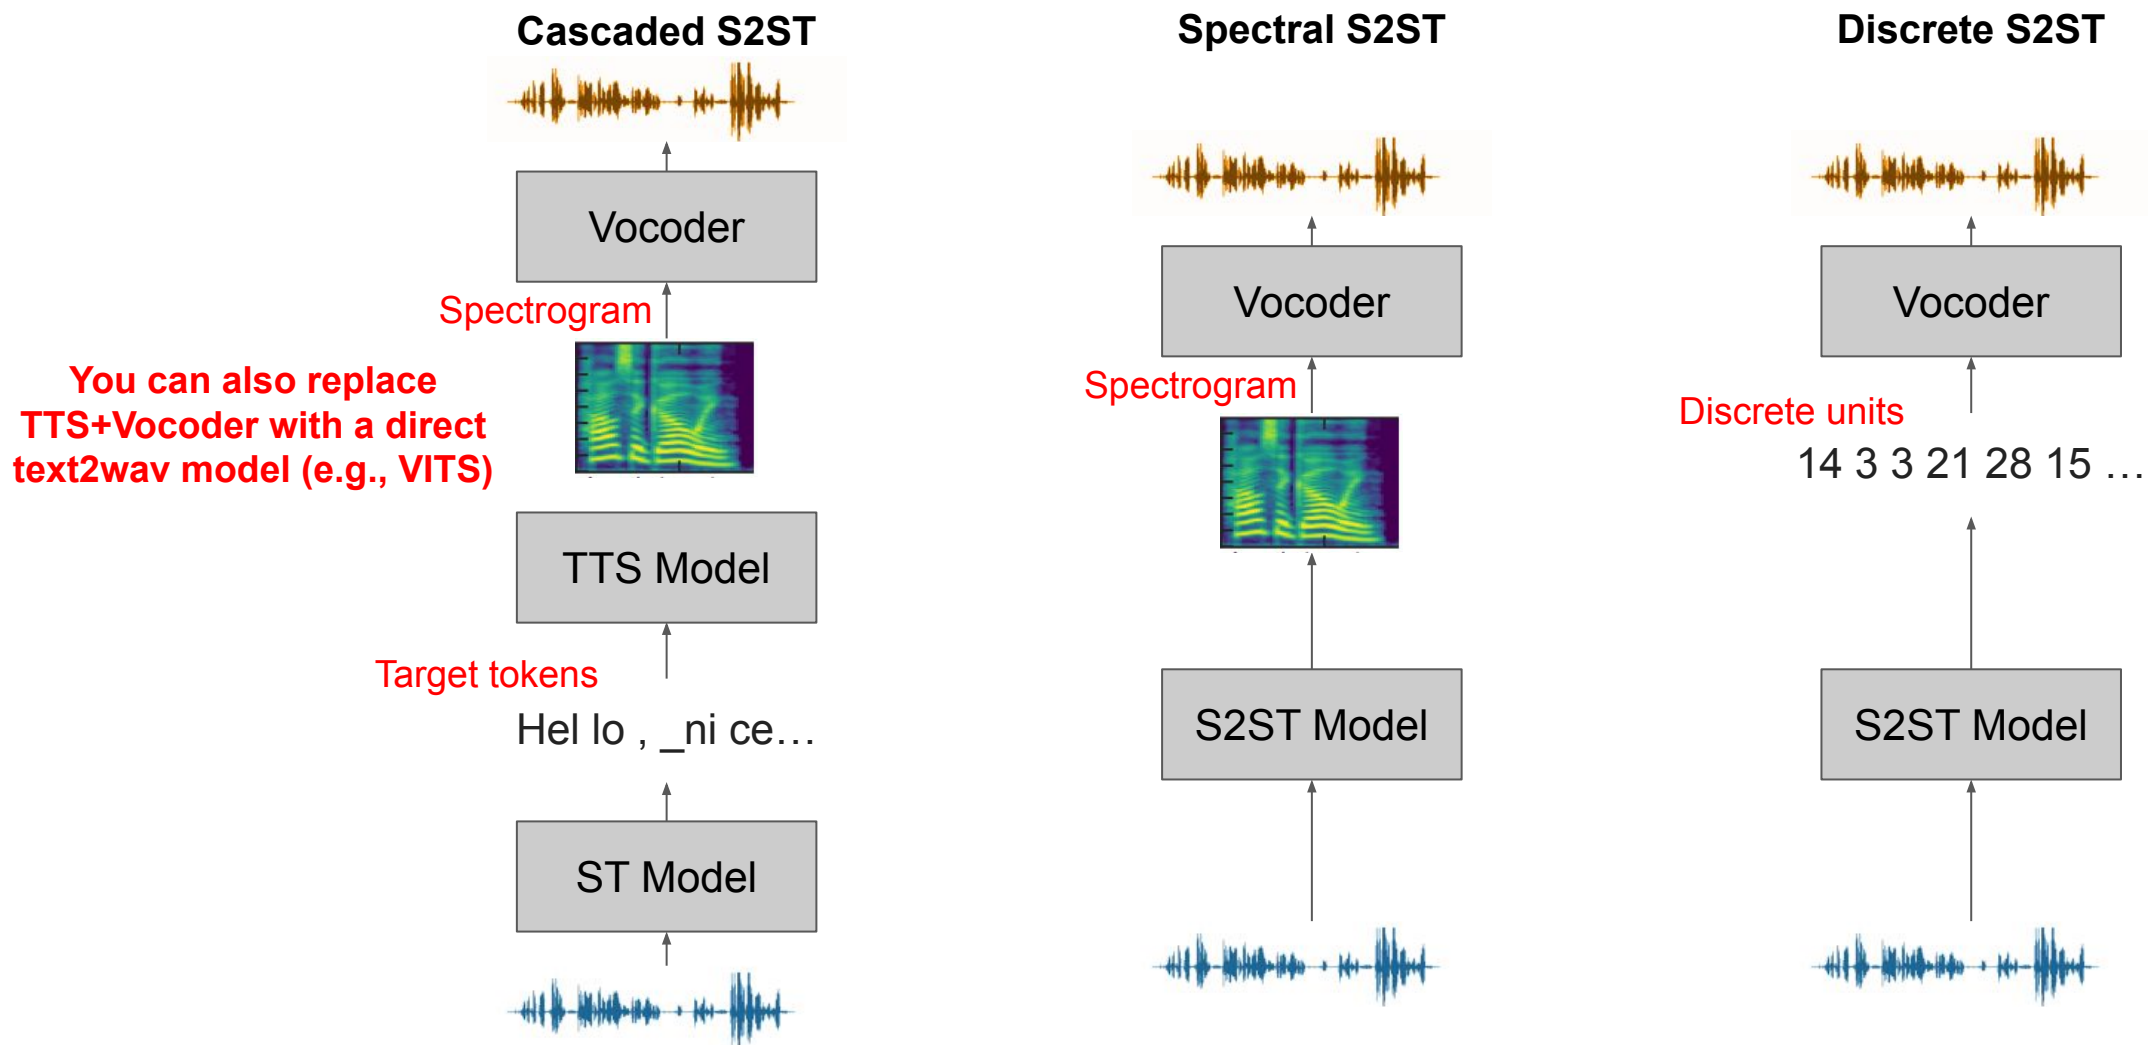 Cascaded S2ST
Vocoder
Spectrogram
You can also replace
TTS+Vocoder with a direct
text2wav model (e.g., VITS)
TTS Model
Target tokens
Hel lo , _ni ce…
ST Model
Spectral S2ST
Vocoder
Spectrogram
S2ST Model
Discrete S2ST
Vocoder
Discrete units
14 3 3 21 28 15 …
S2ST Model